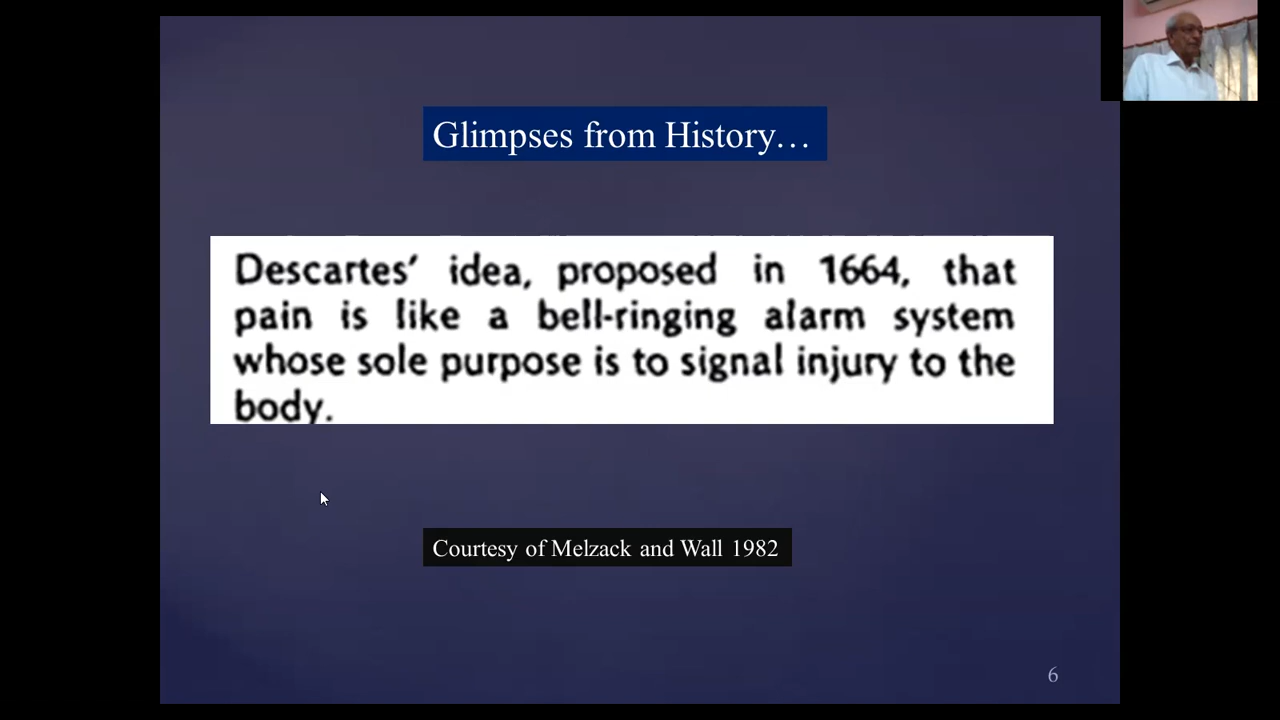 Glimpses from History…
Descartes’ idea, proposed in 1664, that
pain is like a bell-ringing alarm system
whose sole purpose is to signal injury to the
body.
Courtesy of Melzack and Wall 1982
6